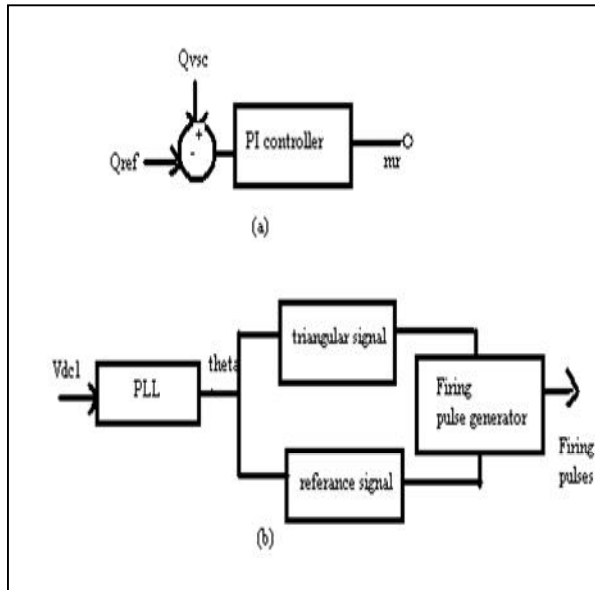 Qvsc
+
-
Qref
PI controller
mr
(a)
Vdc1
PLL
theta
triangular signal
referance signal
Firing
pulse generator
Firing
pulses
(b)